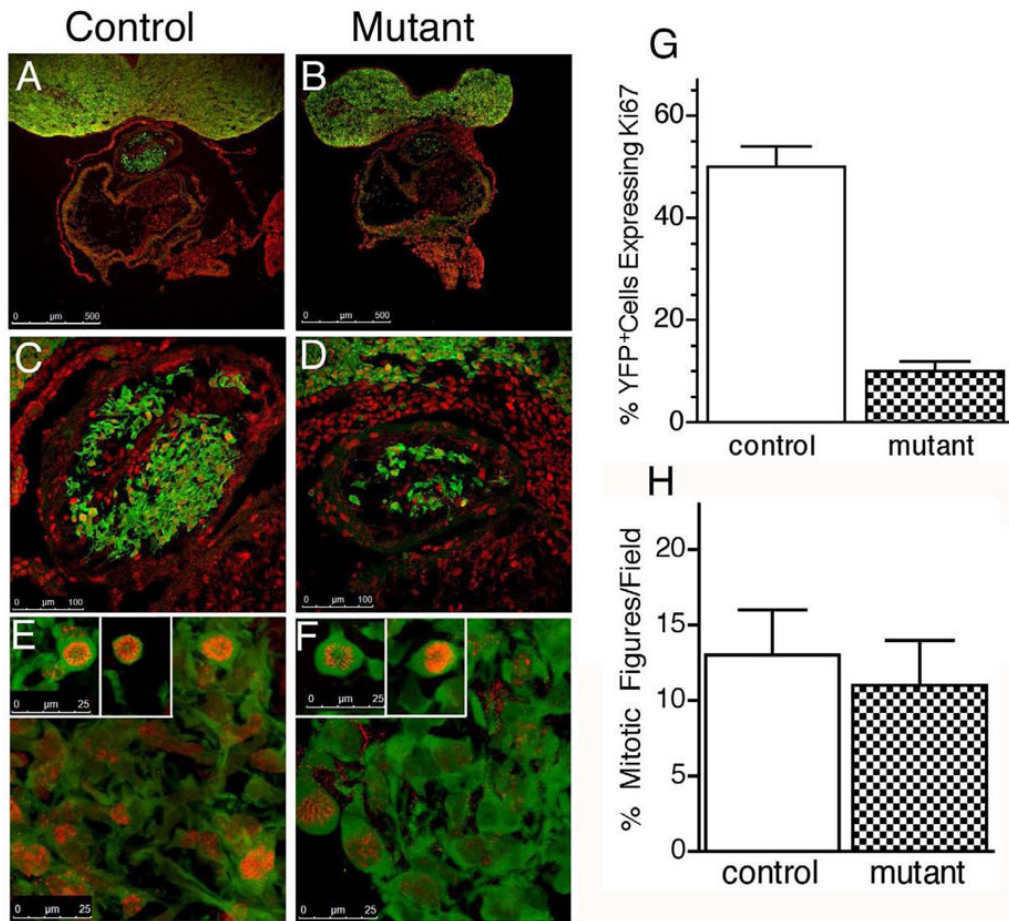 Control Mutant
A B G
% YFP+Cells Expressing Ki67
60
40
20
0
control mutant
0 µm 500 0 µm 500
C D
0 µm 100 0 µm 100
H
% Mitotic Figures/Field
20
15
10
5
0
control mutant
E F
0 µm 25 0 µm 25
0 µm 25 0 µm 25